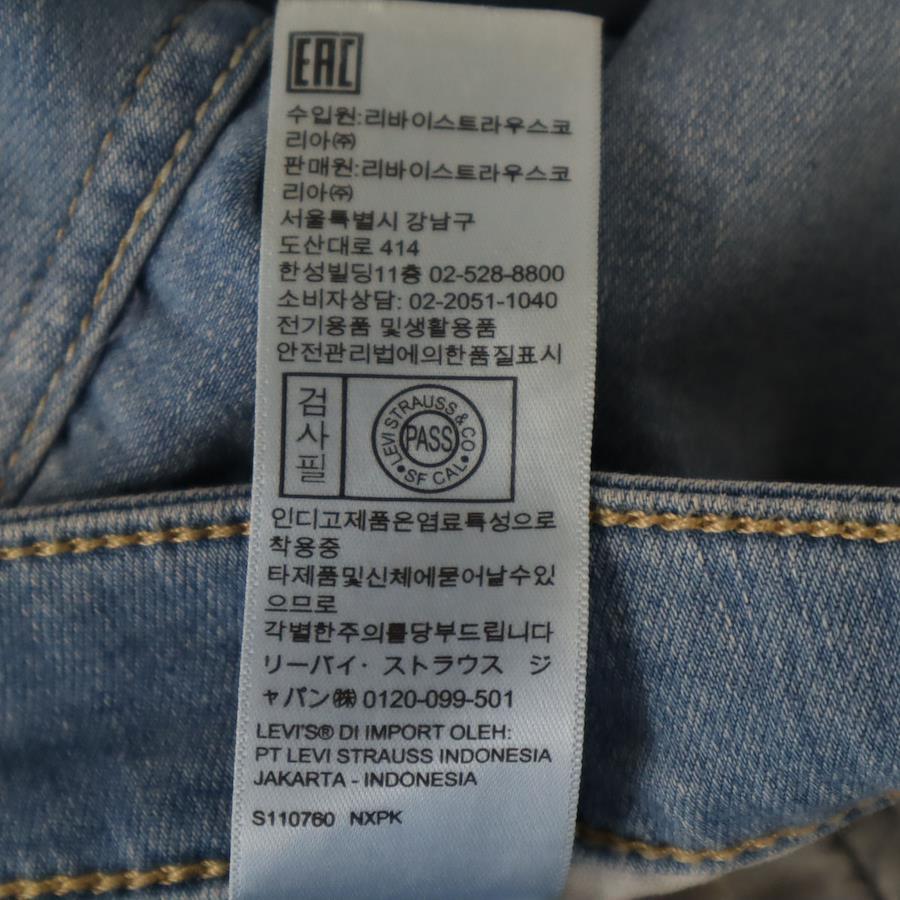 EAC
수입원:리바이스트라우스코
리아㈜
판매원:리바이스트라우스코
리아㈜
서울특별시 강남구
도산대로 414
한성빌딩11층 02-528-8800
소비자상담: 02-2051-1040
전기용품 및생활용품
안전관리법에의한품질표시
검
사
필
LEVI STRAUSS & CO
PASS
SF CAL
인디고제품은염료특성으로
착용중
타제품및신체에묻어날수있
으므로
각별한주의를당부드립니다
リーバイ・ストラウス ジ
ャパン㈱ 0120-099-501
LEVI'S® DI IMPORT OLEH:
PT LEVI STRAUSS INDONESIA
JAKARTA - INDONESIA
S110760 NXPK